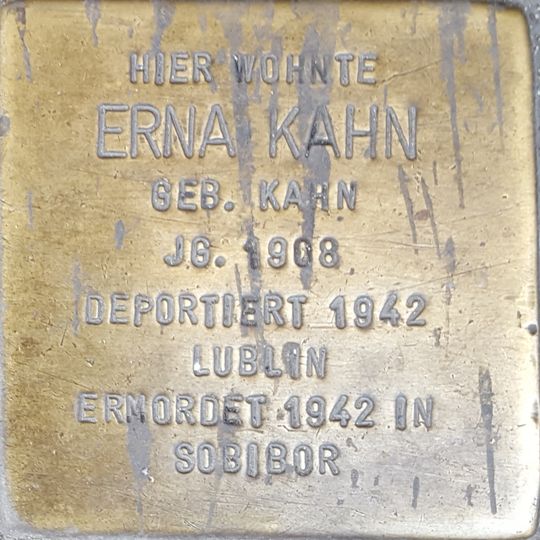 HIER WOHNTE
ERNA KAHN
GEB. KAHN
JG. 1908
DEPORTIERT 1942
LUBLIN
ERMORDET 1942 IN
SOBIBOR